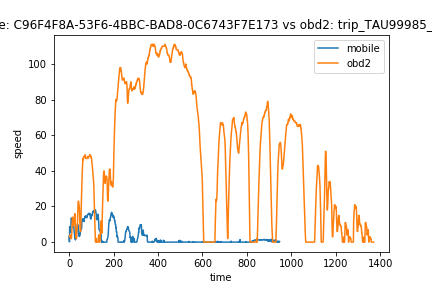 e: C96F4F8A-53F6-4BBC-BAD8-0C6743F7E173 vs obd2: trip_TAU99985_
mobile
obd2
100
80
60
40
20
0
speed
0 200 400 600 800 1000 1200 1400
time